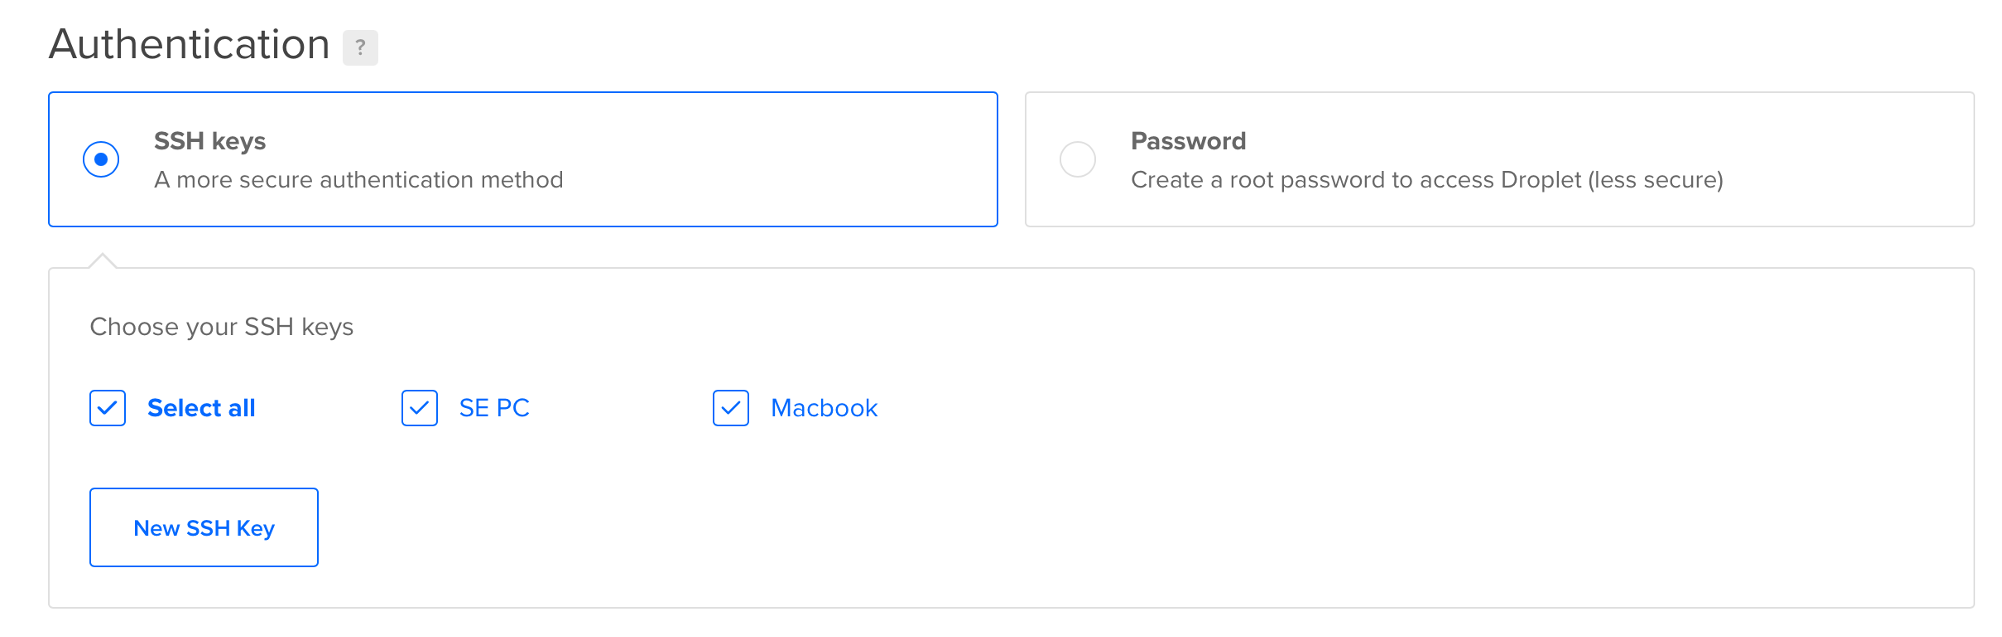 Authentication ?
SSH keys
A more secure authentication method
Password
Create a root password to access Droplet (less secure)
Choose your SSH keys
Select all
SE PC
Macbook
New SSH Key